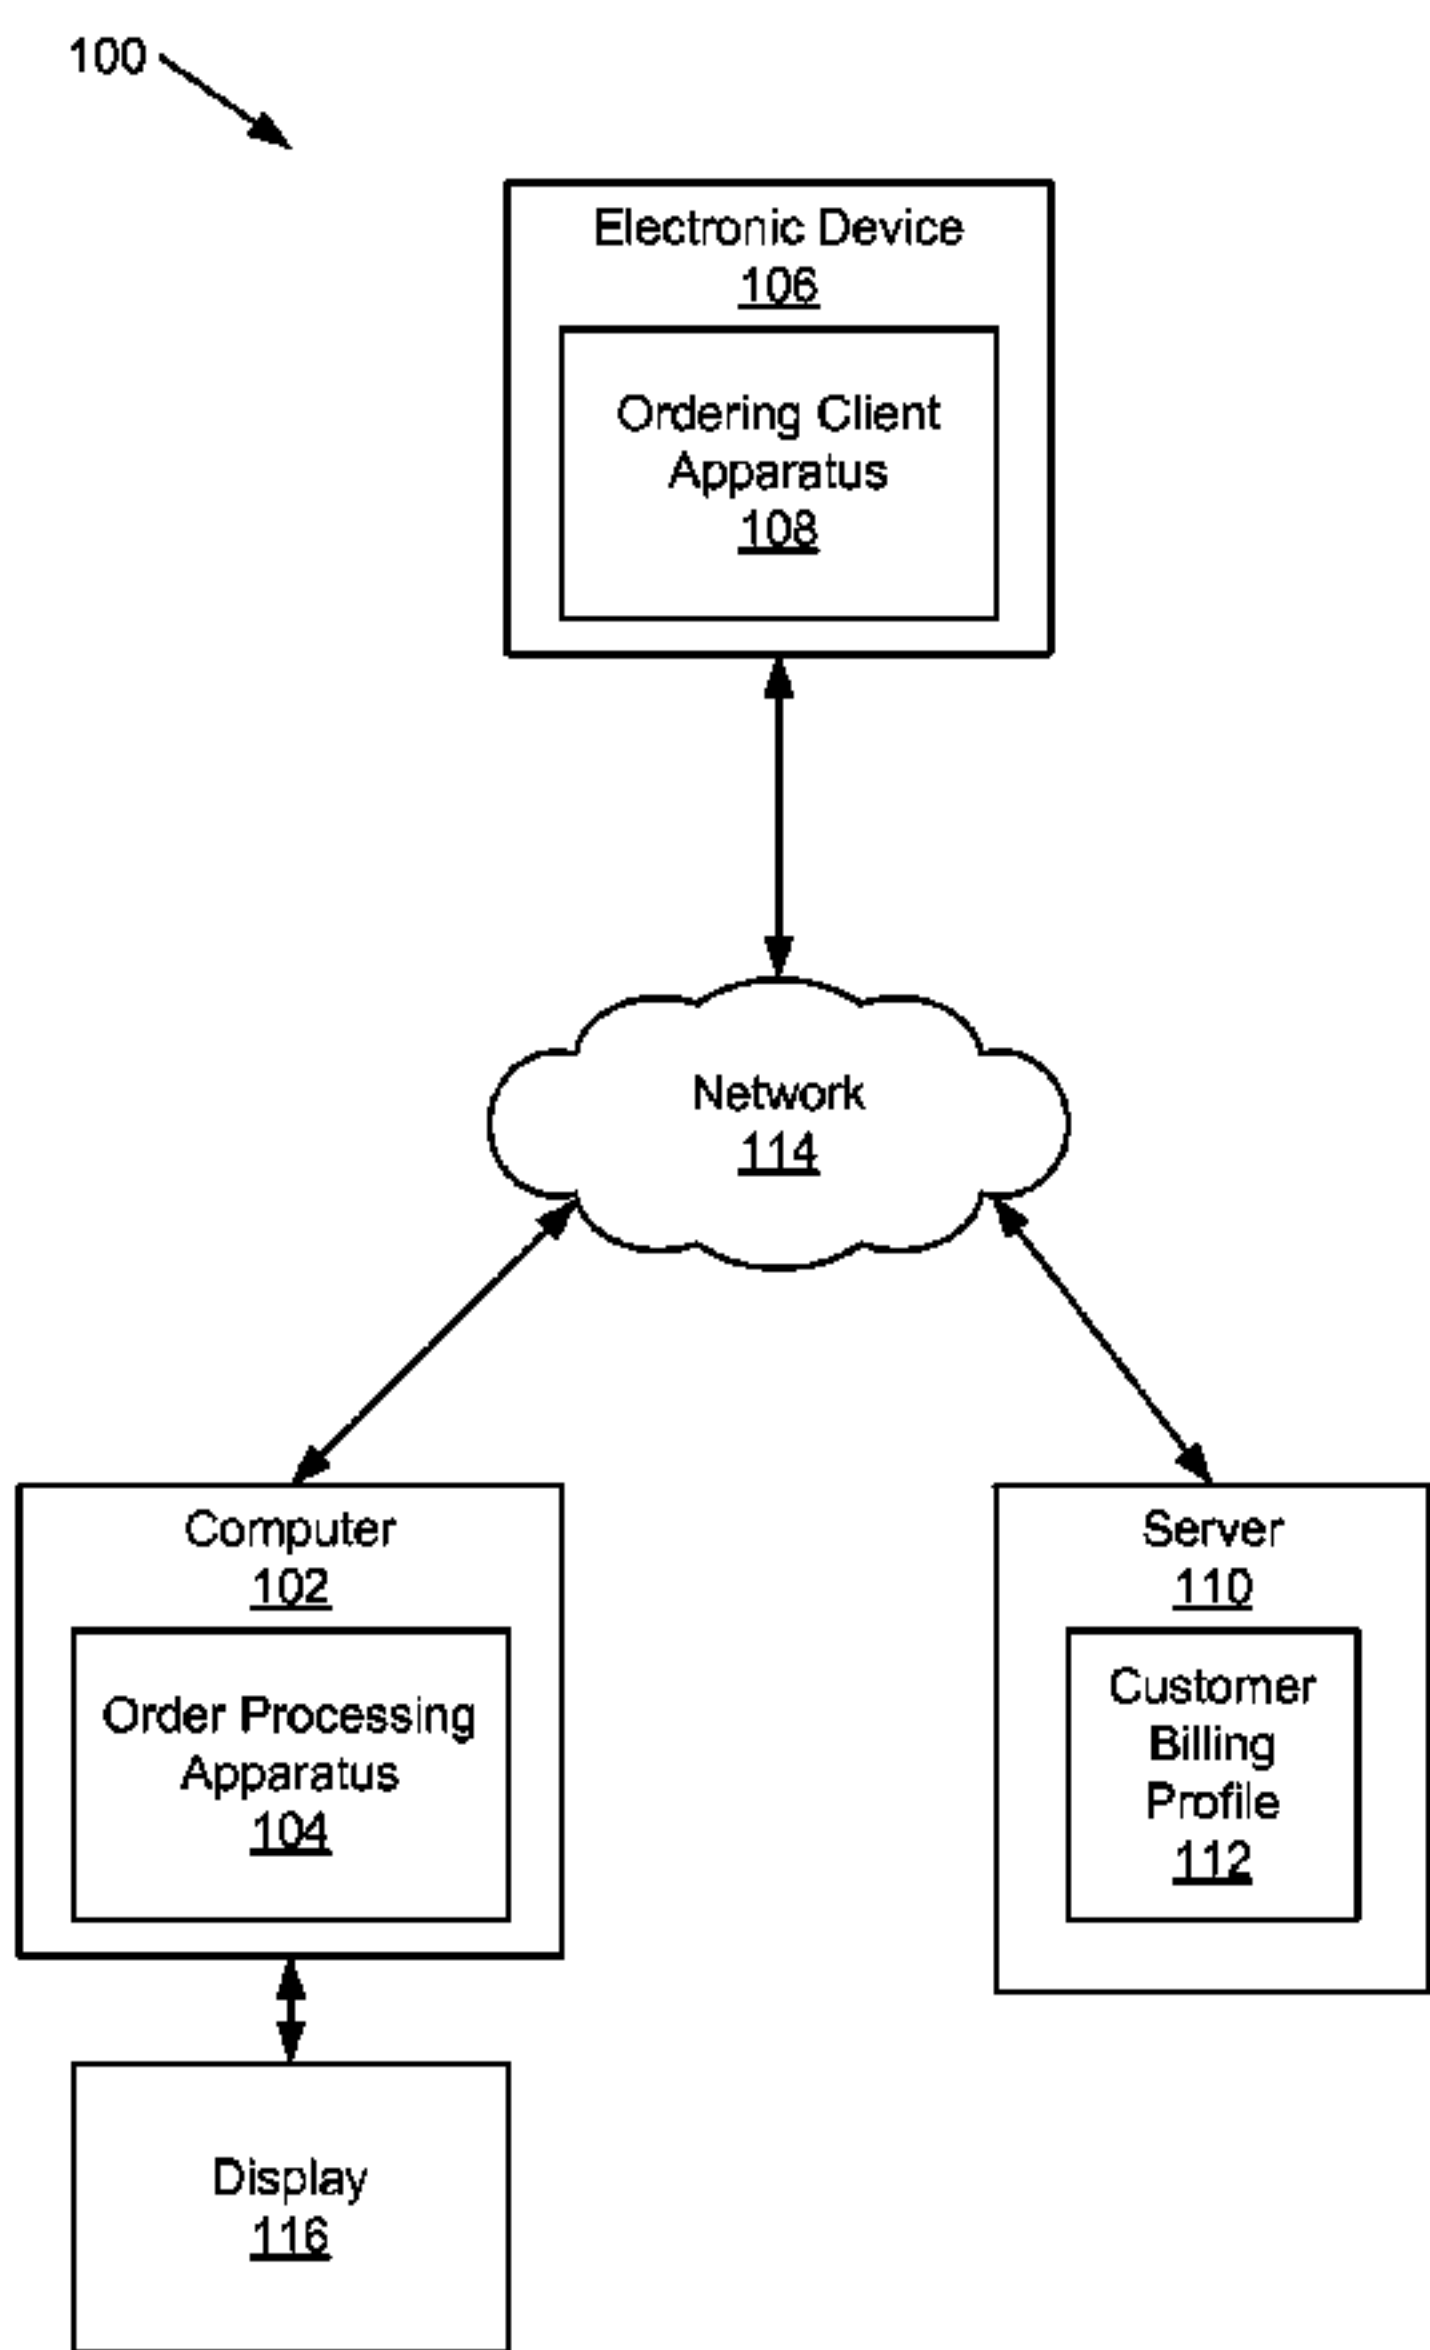 100
Electronic Device
106
Ordering Client
Apparatus
108
Network
114
Computer
102
Order Processing
Apparatus
104
Server
110
Customer
Billing
Profile
112
Display
116